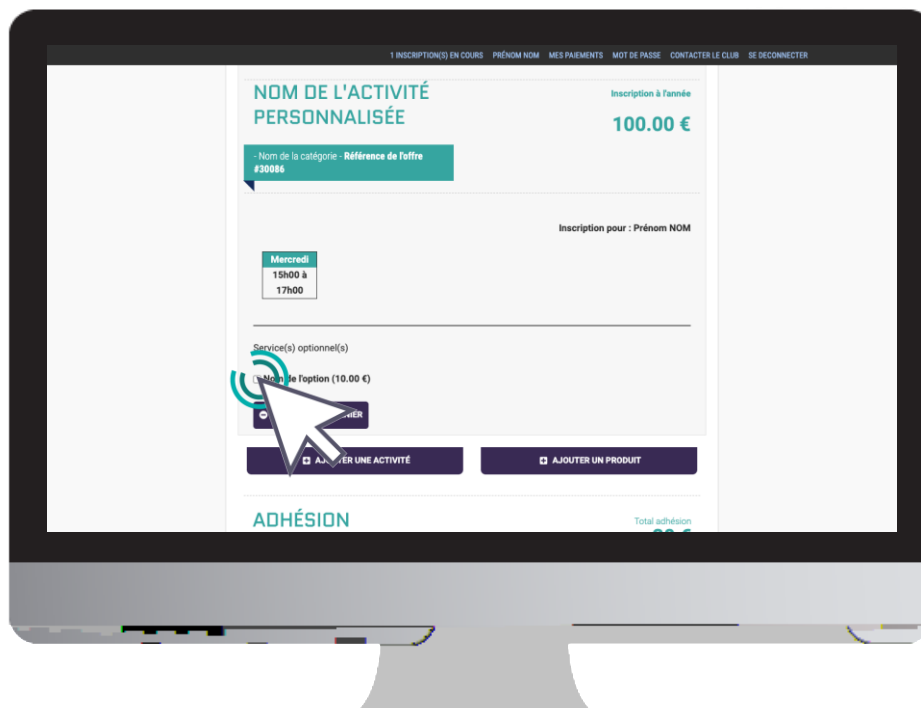 1 INSCRIPTION(S) EN COURS PRÉNOM NOM MES PAIEMENTS MOT DE PASSE CONTACTER LE CLUB SE DECONNECTER
NOM DE L'ACTIVITÉ
PERSONNALISÉE
Inscription à l'année
100.00 €
- Nom de la catégorie - Référence de l'offre
#30086
Inscription pour : Prénom NOM
Mercredi
15h00 à
17h00
Service(s) optionnel(s)
Nom de l'option (10.00 €)
AJOUTER UNE ACTIVITÉ
AJOUTER UN PRODUIT
ADHÉSION
Total adhésion